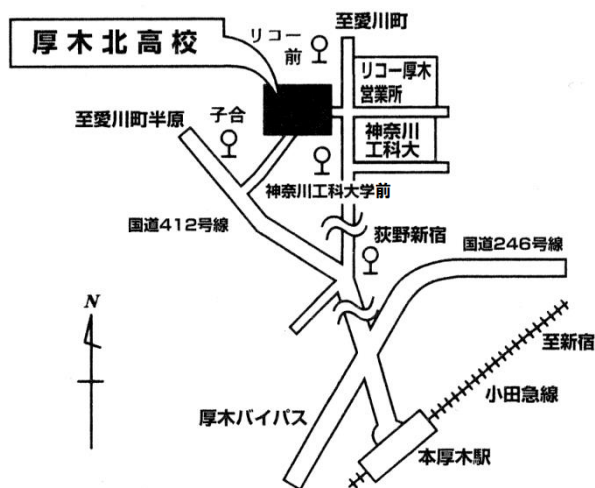 至愛川町
厚木北高校
リコー
前
リコー厚木
営業所
子合
至愛川町半原
神奈川
工科大
神奈川工科大学前
国道412号線
荻野新宿
国道246号線
N
至新宿
小田急線
厚木バイパス
本厚木駅